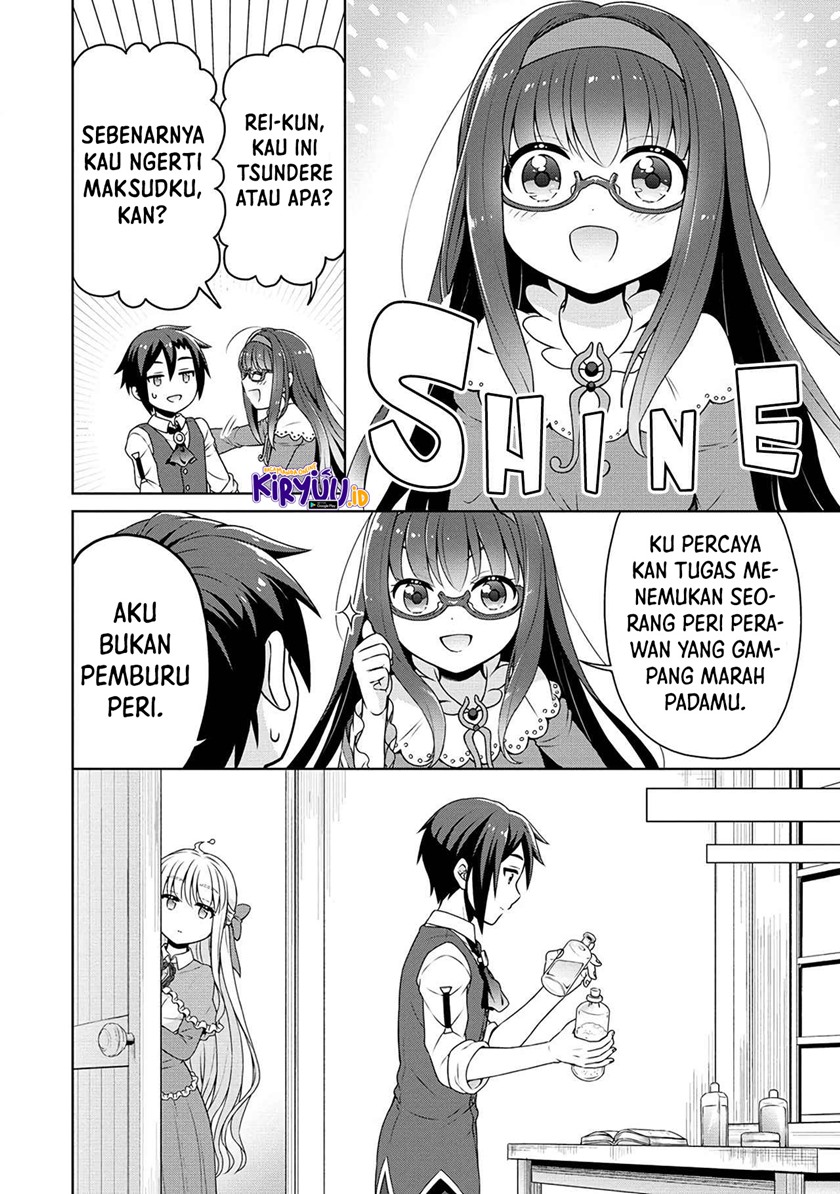 SHINE
REI-KUN,
KAU INI
TSUNDERE
ATAU APA?
SEBENARNYA
KAU NGERTI
MAKSUDKU,
KAN?
KIRYUU.ID
KU PERCAYA
KAN TUGAS ME-
NEMUKAN SEO-
RANG PERI PERA-
WAN YANG GAM-
PANG MARAH
PADAMU.
AKU
BUKAN
PEMBURU
PERI.